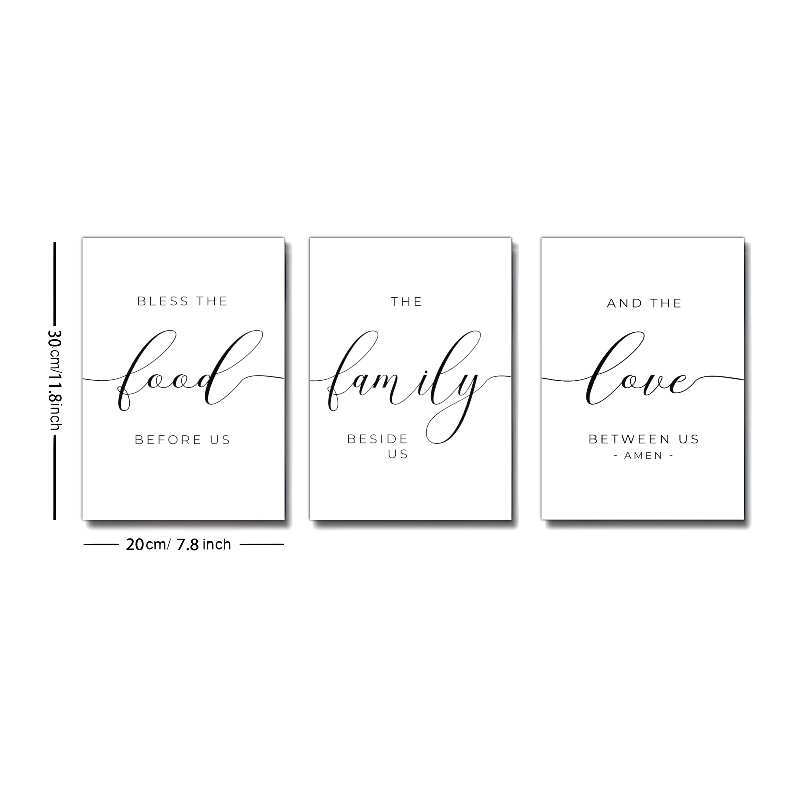 BLESS THE
food
BEFORE US
THE
family
BESIDE
US
AND THE
love
BETWEEN US
- AMEN -
30cm/11.8inch
20cm/ 7.8 inch